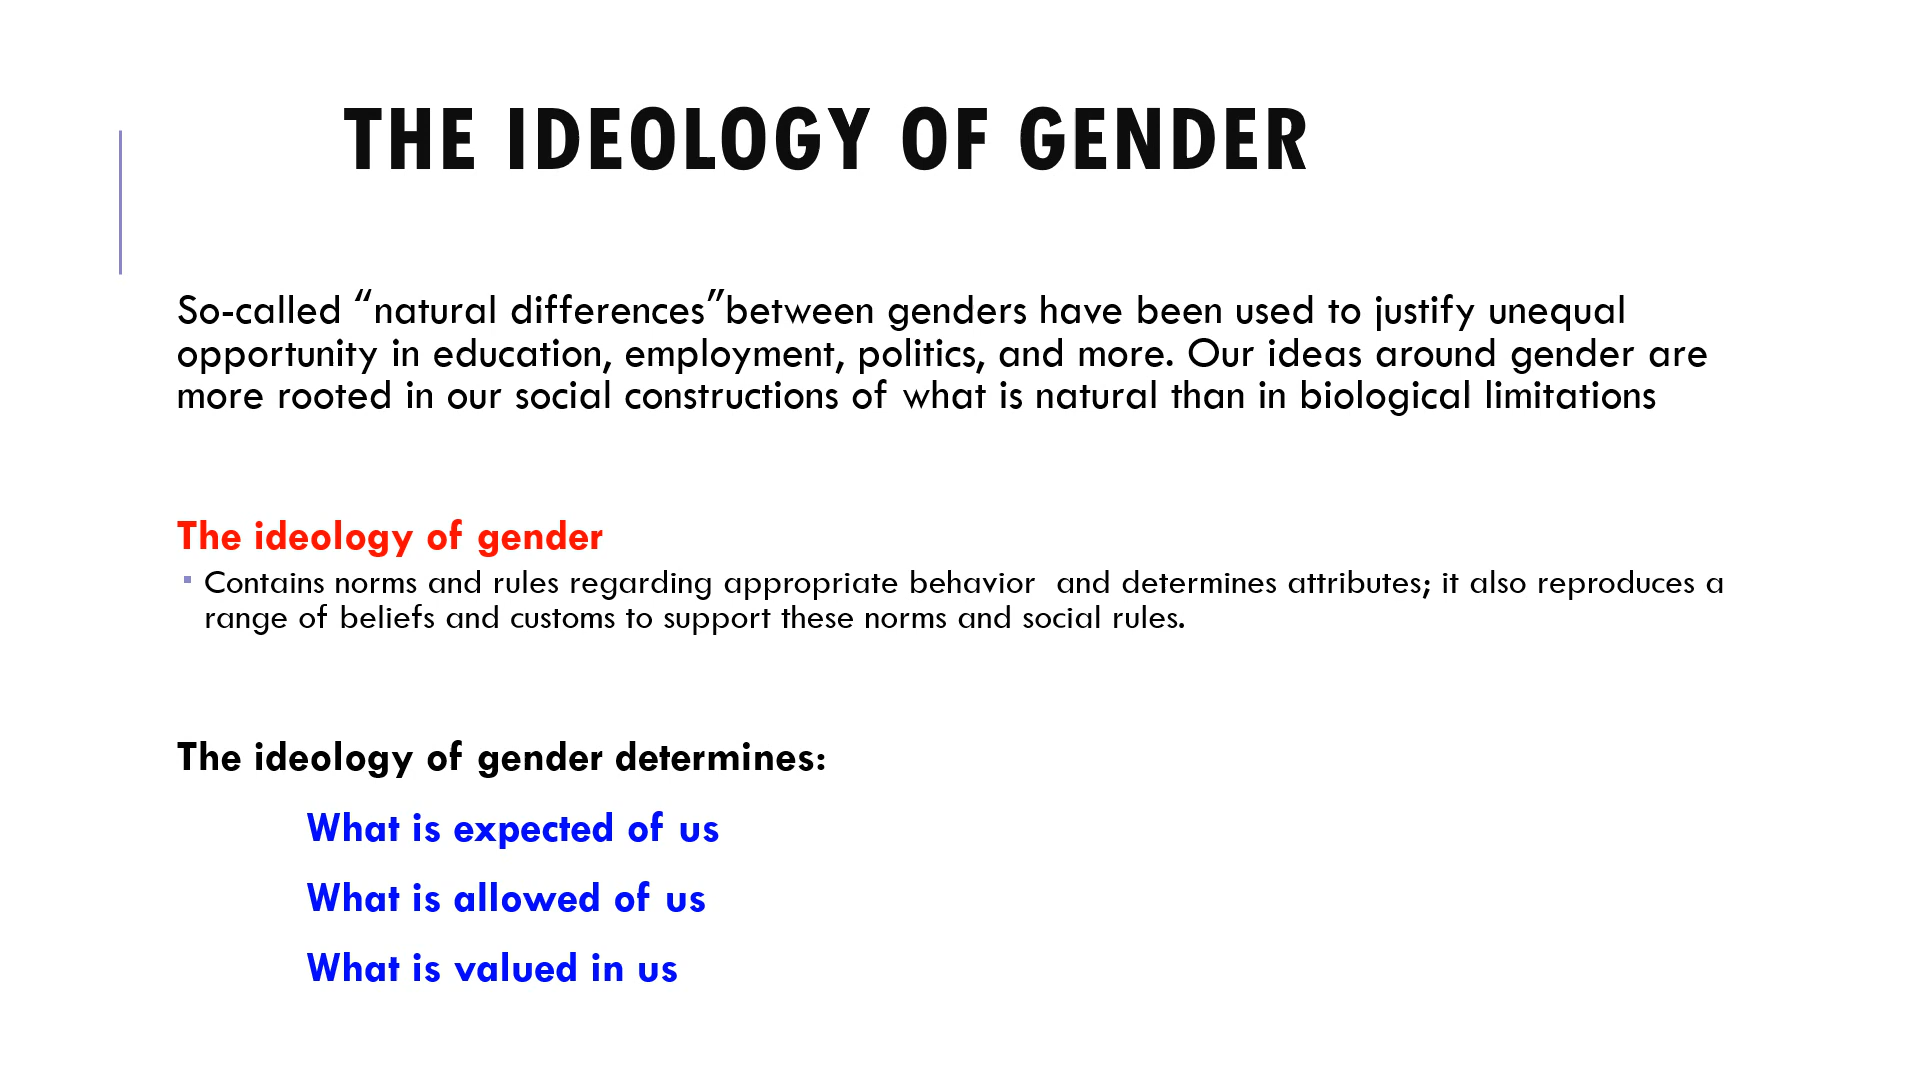 THE IDEOLOGY OF GENDER
So-called “natural differences”between genders have been used to justify unequal
opportunity in education, employment, politics, and more. Our ideas around gender are
more rooted in our social constructions of what is natural than in biological limitations
The ideology of gender
▪ Contains norms and rules regarding appropriate behavior  and determines attributes; it also reproduces a
range of beliefs and customs to support these norms and social rules.
The ideology of gender determines:
What is expected of us
What is allowed of us
What is valued in us